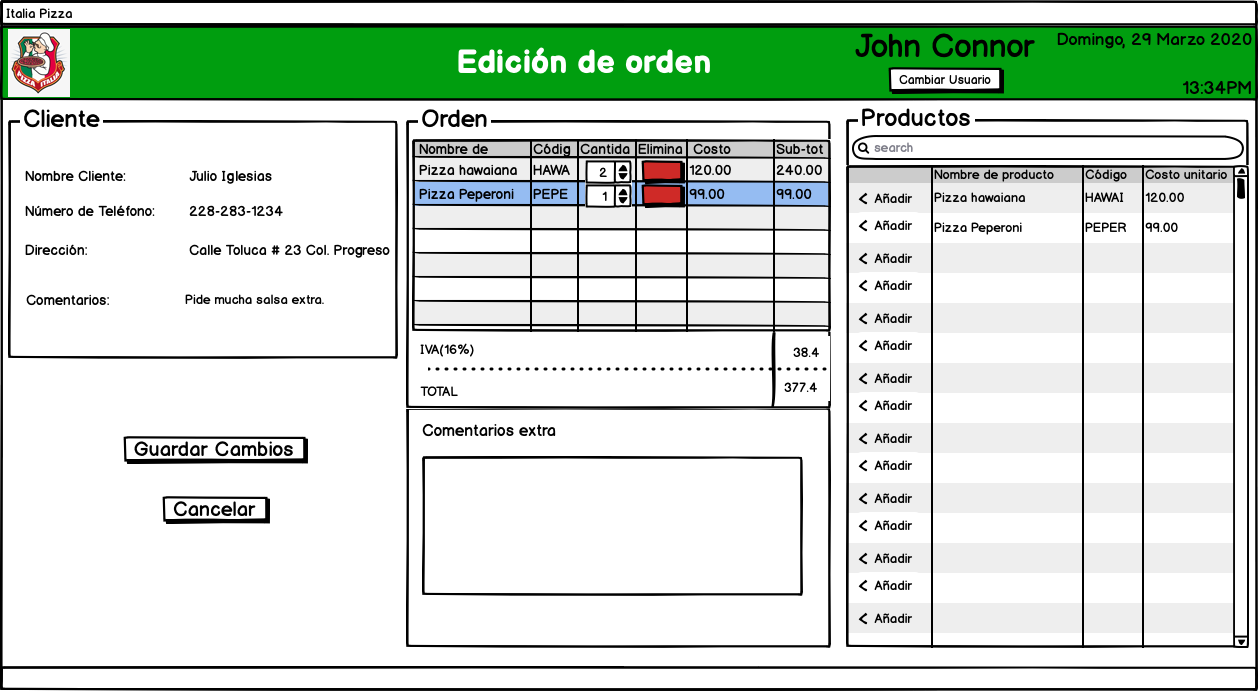 Italia Pizza
PIZZA ITALIA
Edición de orden
John Connor
Cambiar Usuario
Domingo, 29 Marzo 2020
13:34PM
Cliente
Nombre Cliente: Julio Iglesias
Número de Teléfono: 228-283-1234
Dirección: Calle Toluca # 23 Col. Progreso
Comentarios: Pide mucha salsa extra.
Guardar Cambios
Cancelar
Orden
Nombre de Códig Cantida Elimina Costo Sub-tot
Pizza hawaiana HAWA 2 120.00 240.00
Pizza Peperoni PEPE 1 99.00 99.00
IVA(16%) 38.4
TOTAL 377.4
Comentarios extra
Productos
search
Nombre de producto Código Costo unitario
< Añadir Pizza hawaiana HAWAI 120.00
< Añadir Pizza Peperoni PEPER 99.00
< Añadir
< Añadir
< Añadir
< Añadir
< Añadir
< Añadir
< Añadir
< Añadir
< Añadir
< Añadir
< Añadir
< Añadir
< Añadir